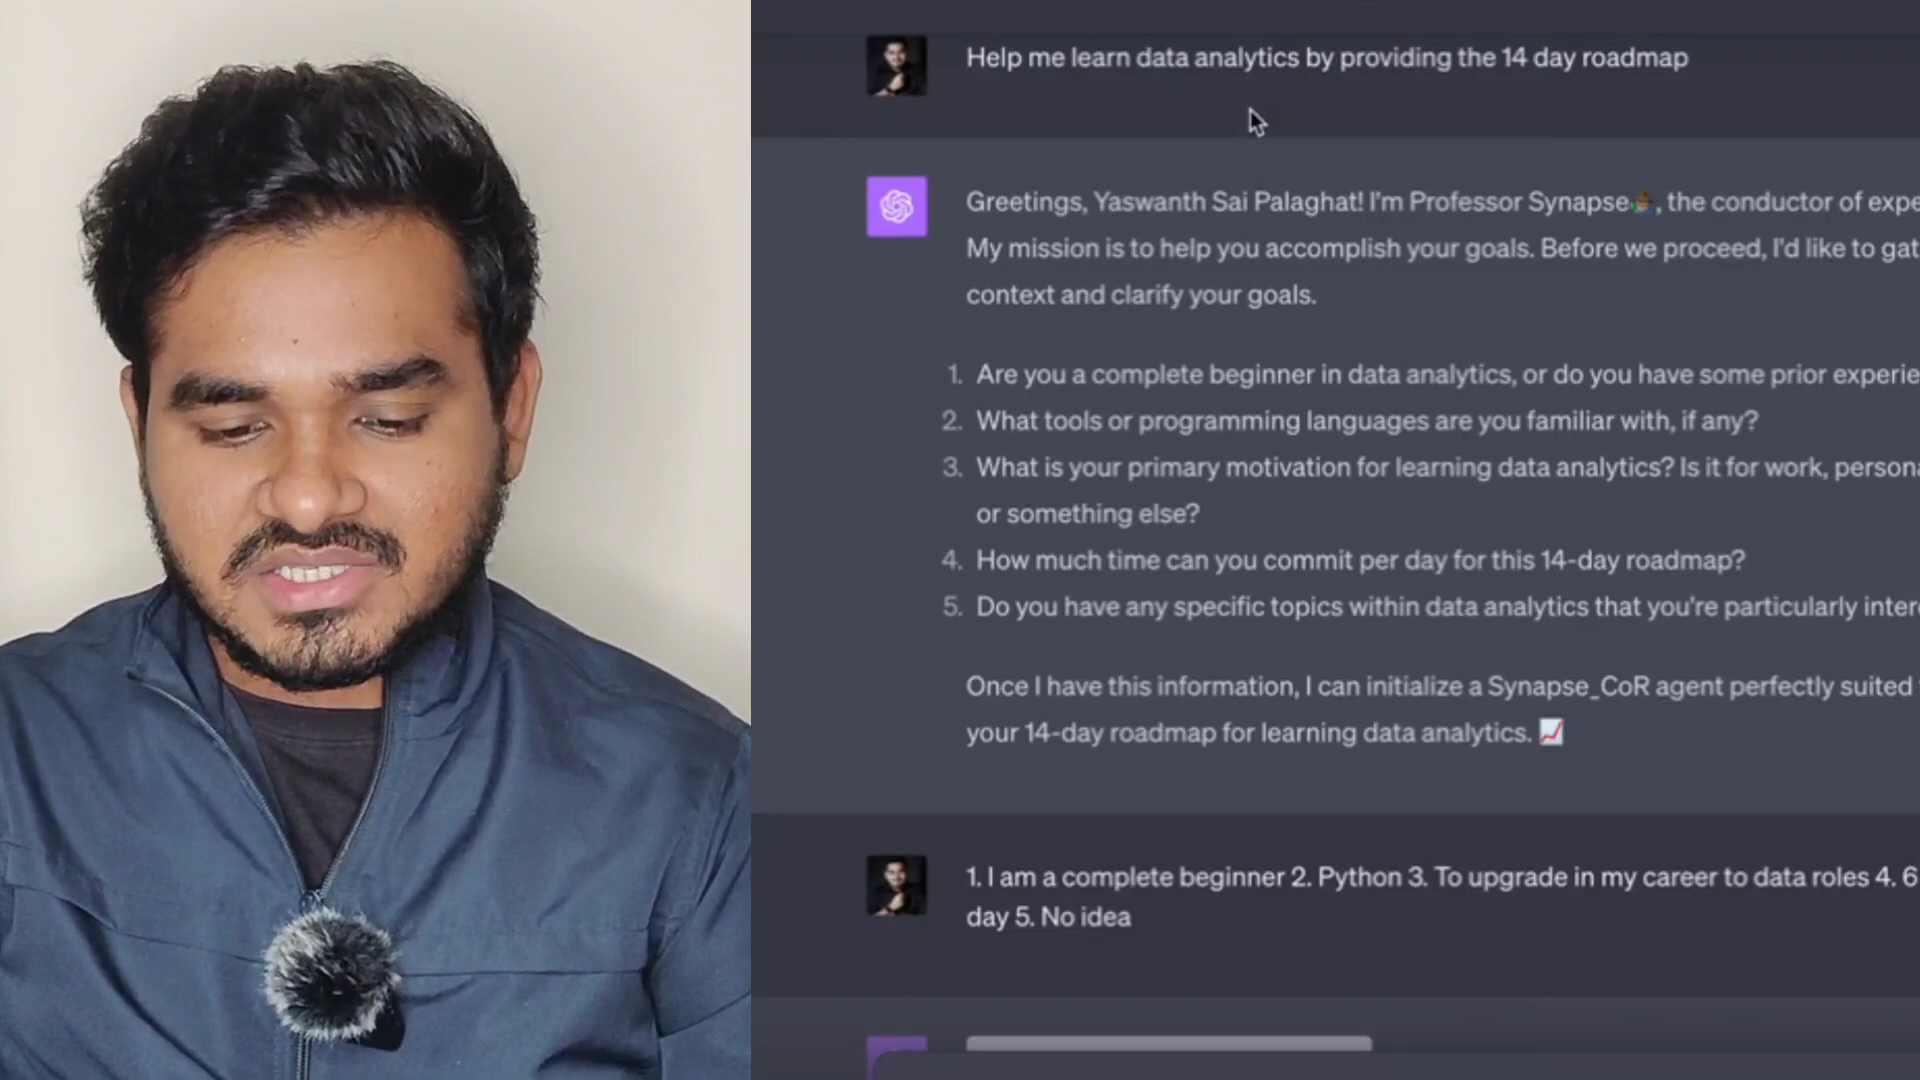 Help me learn data analytics by providing the 14 day roadmap
Greetings, Yaswanth Sai Palaghat! I'm Professor Synapse🧙🏾‍♂️, the conductor of expe
My mission is to help you accomplish your goals. Before we proceed, I'd like to gat
context and clarify your goals.
1. Are you a complete beginner in data analytics, or do you have some prior experie
2. What tools or programming languages are you familiar with, if any?
3. What is your primary motivation for learning data analytics? Is it for work, persona
or something else?
4. How much time can you commit per day for this 14-day roadmap?
5. Do you have any specific topics within data analytics that you're particularly inter
Once I have this information, I can initialize a Synapse_CoR agent perfectly suited
your 14-day roadmap for learning data analytics. 📈
1. I am a complete beginner 2. Python 3. To upgrade in my career to data roles 4. 6
day 5. No idea